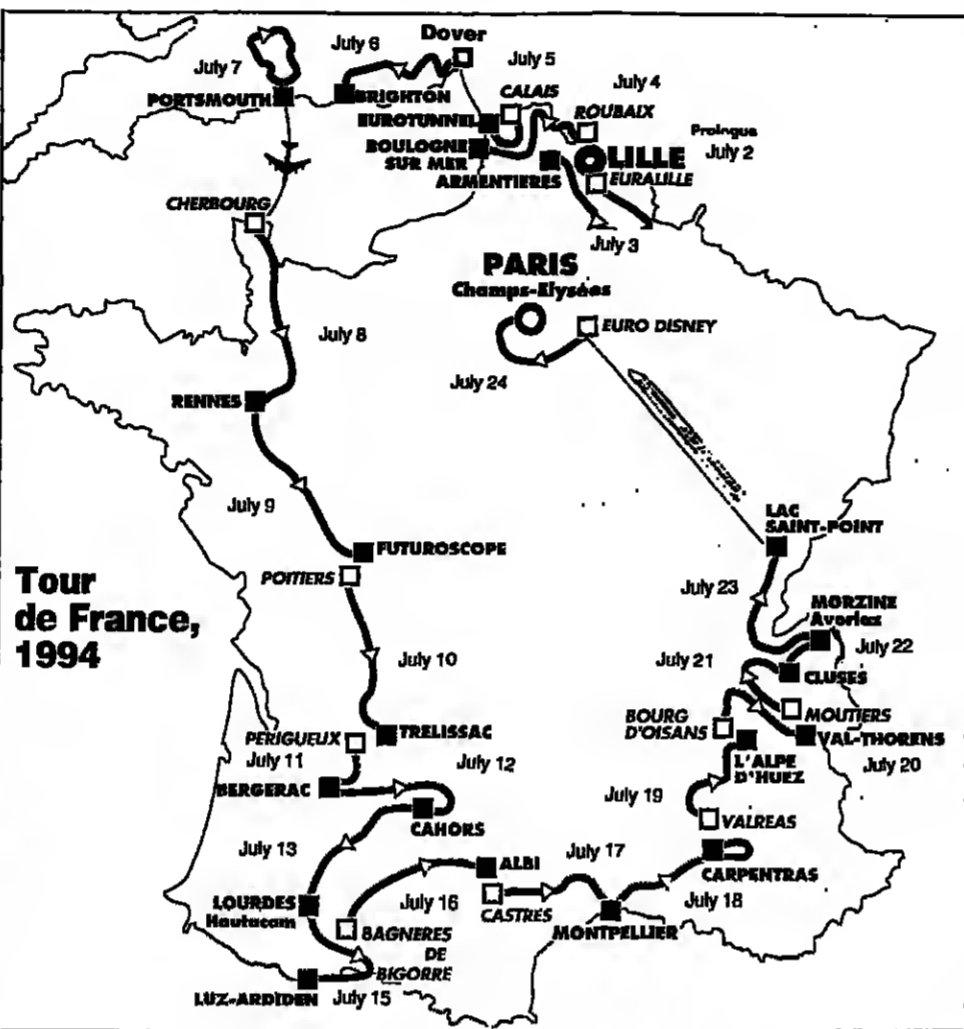 Dover
July 6
July 7
July 5
July 4
CALAIS
PORTSMOUTH
BRIGHTON
EUROTUNNEL
ROUBAIX
Prologue
July 2
BOULOGNE
SUR MER
LILLE
ARMENTIERES
EURALILLE
CHERBOURG
July 3
PARIS
Champs-Elysées
EURO DISNEY
July 8
July 24
RENNES
July 9
LAC
SAINT-POINT
FUTUROSCOPE
POITIERS
Tour
de France,
1994
July 23
MORZINE
Avoriaz
July 22
July 10
July 21
CLUSES
BOURG
D'OISANS
MOUTIERS
VAL-THORENS
PERIGUEUX
TRELISSAC
July 11
July 12
L'ALPE
D'HUEZ
July 20
BERGERAC
July 19
CAHORS
VALREAS
July 13
ALBI
July 17
CARPENTRAS
LOURDES
Hautacam
July 16
CASTRES
July 18
MONTPELLIER
BAGNERES
DE
BIGORRE
LUZ-ARDIDEN
July 15